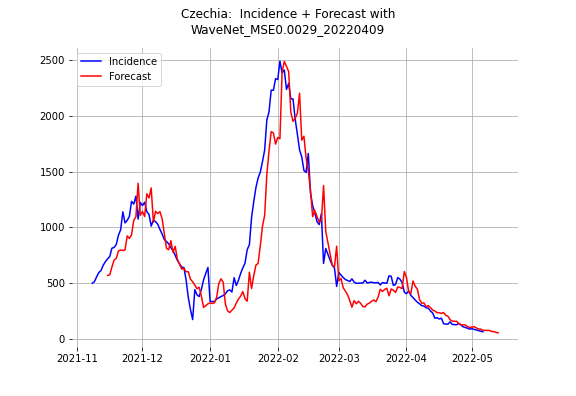 Czechia:  Incidence + Forecast with
WaveNet_MSE0.0029_20220409
Incidence
Forecast
2500
2000
1500
1000
500
0
2021-11 2021-12 2022-01 2022-02 2022-03 2022-04 2022-05